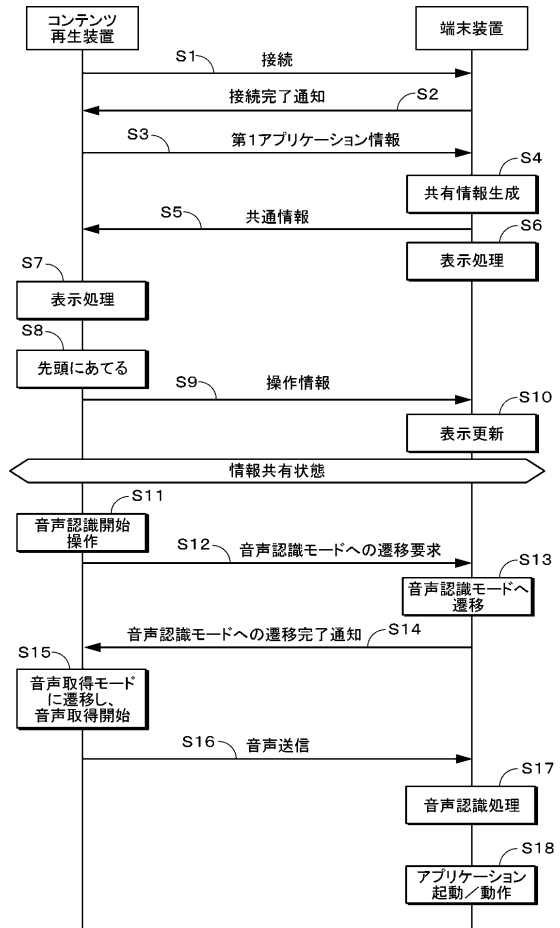 コンテンツ
再生装置
端末装置
S1
接続
接続完了通知
S2
S3
第1アプリケーション情報
S4
共有情報生成
S5
共通情報
S6
表示処理
S7
表示処理
S8
先頭にあてる
S9
操作情報
S10
表示更新
情報共有状態
S11
音声認識開始
操作
S12
音声認識モードへの遷移要求
S13
音声認識モードへ
遷移
音声認識モードへの遷移完了通知
S14
S15
音声取得モード
に遷移し、
音声取得開始
S16
音声送信
S17
音声認識処理
S18
アプリケーション
起動／動作